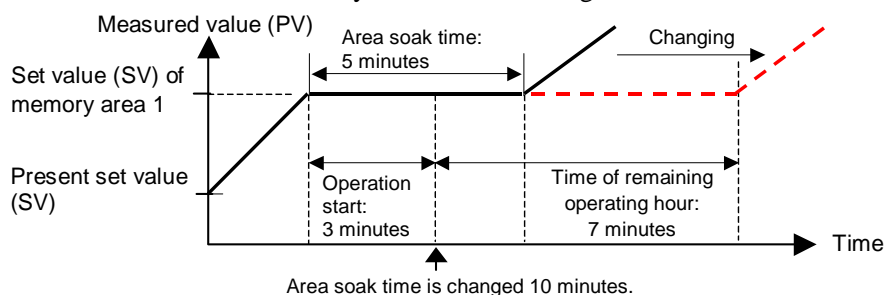 Measured value (PV)
Area soak time:
5 minutes
Changing
Set value (SV) of
memory area 1
Present set value
(SV)
Operation
start:
3 minutes
Time of remaining
operating hour:
7 minutes
Time
Area soak time is changed 10 minutes.